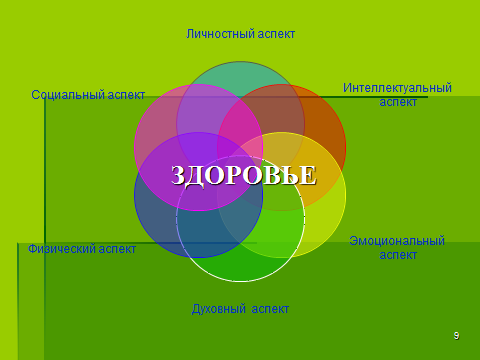 Личностный аспект
Социальный аспект
Интеллектуальный
аспект
ЗДОРОВЬЕ
Физический аспект
Эмоциональный
аспект
Духовный аспект
9